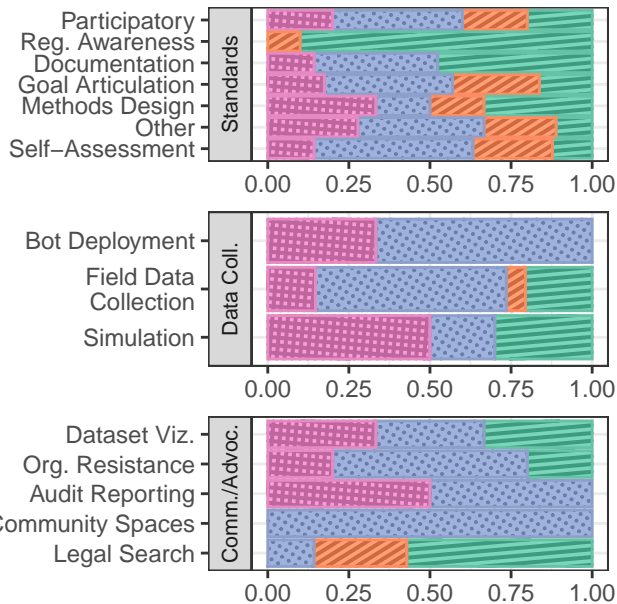 Participatory
Reg. Awareness
Documentation
Goal Articulation
Methods Design
Other
Self−Assessment
Standards
0.00 0.25 0.50 0.75 1.00
Bot Deployment
Field Data
Collection
Simulation
Data Coll.
0.00 0.25 0.50 0.75 1.00
Dataset Viz.
Org. Resistance
Audit Reporting
Community Spaces
Legal Search
Comm./Advoc.
0.00 0.25 0.50 0.75 1.00